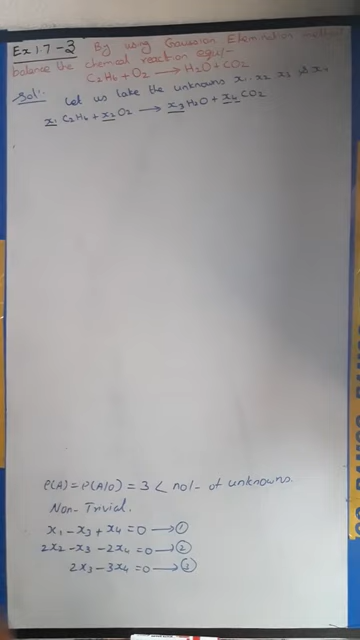 Ex 1.7 - 3 By using Gaussian Elimination method
balance the chemical reaction equ/-
C2H6 + O2 → H2O + CO2
Sol': Let us take the unknowns x1 x2 x3 & x4
x1 C2H6 + x2 O2 → x3 H2O + x4 CO2
ρ(A) = ρ(A|0) = 3 < no/- of unknowns.
Non-Trivial.
x1 - x3 + x4 = 0 → ①
2x2 - x3 - 2x4 = 0 → ②
2x3 - 3x4 = 0 → ③